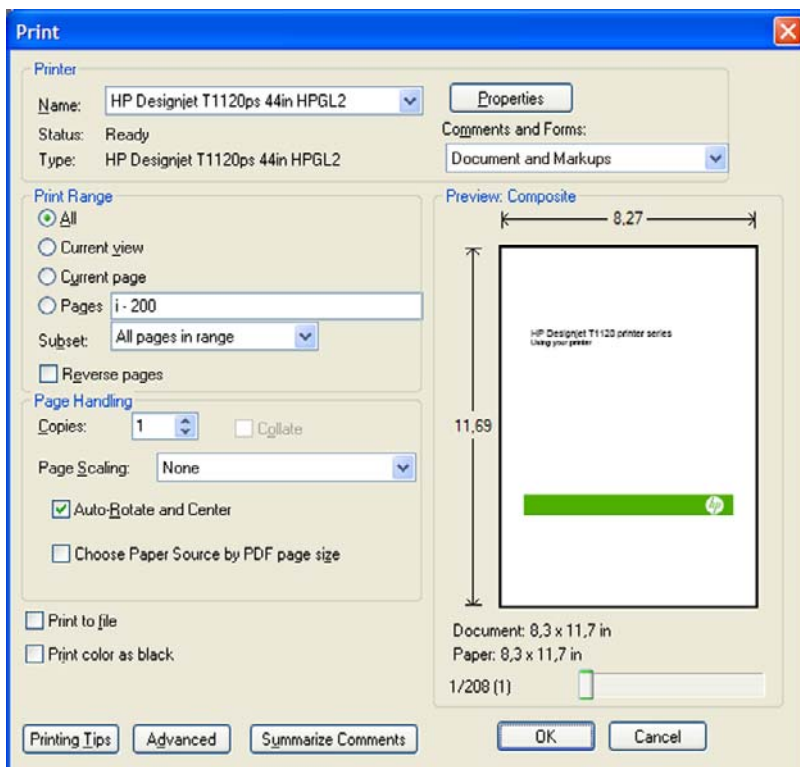 Print
Printer
Name: HP Designjet T1120ps 44in HPGL2
Properties
Status: Ready
Comments and Forms:
Type: HP Designjet T1120ps 44in HPGL2
Document and Markups
Print Range
All
Current view
Current page
Pages i - 200
Subset: All pages in range
Reverse pages
Page Handling
Copies: 1
Collate
Page Scaling: None
Auto-Rotate and Center
Choose Paper Source by PDF page size
Print to file
Print color as black
Preview: Composite
8,27
11,69
HP Designjet T1120 printer series
Using your printer
hp
Document: 8,3 x 11,7 in
Paper: 8,3 x 11,7 in
1/208 (1)
Printing Tips
Advanced
Summarize Comments
OK
Cancel